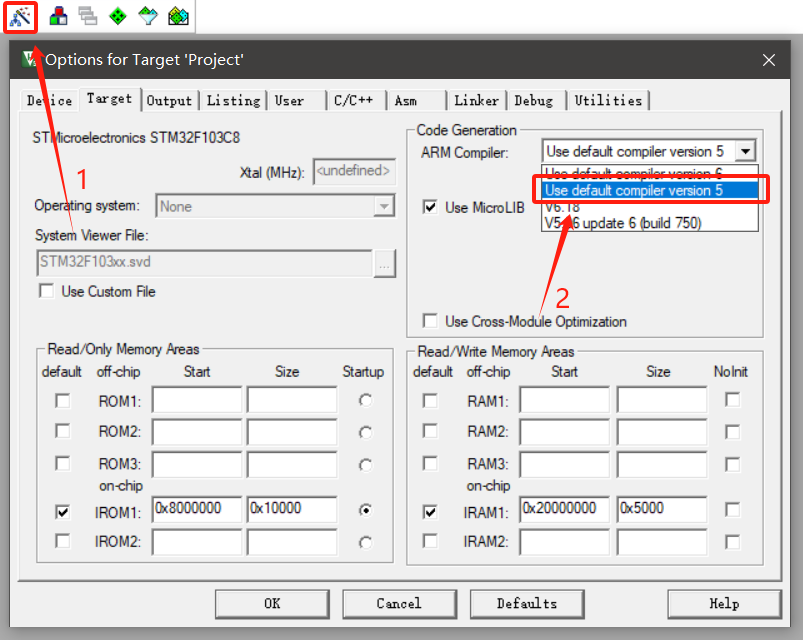 Options for Target 'Project'
Device Target Output Listing User C/C++ Asm Linker Debug Utilities
STMicroelectronics STM32F103C8
Xtal (MHz): <undefined>
Operating system: None
System Viewer File:
STM32F103xx.svd ...
Use Custom File
Code Generation
ARM Compiler: Use default compiler version 5
Use default compiler version 6
Use default compiler version 5
V6.18
update 6 (build 750)
Use MicroLIB
Use Cross-Module Optimization
1
2
Read/Only Memory Areas
default off-chip Start Size Startup
ROM1:
ROM2:
ROM3:
on-chip
IROM1: 0x8000000 0x10000
IROM2:
Read/Write Memory Areas
default off-chip Start Size NoInit
RAM1:
RAM2:
RAM3:
on-chip
IRAM1: 0x20000000 0x5000
IRAM2:
OK Cancel Defaults Help